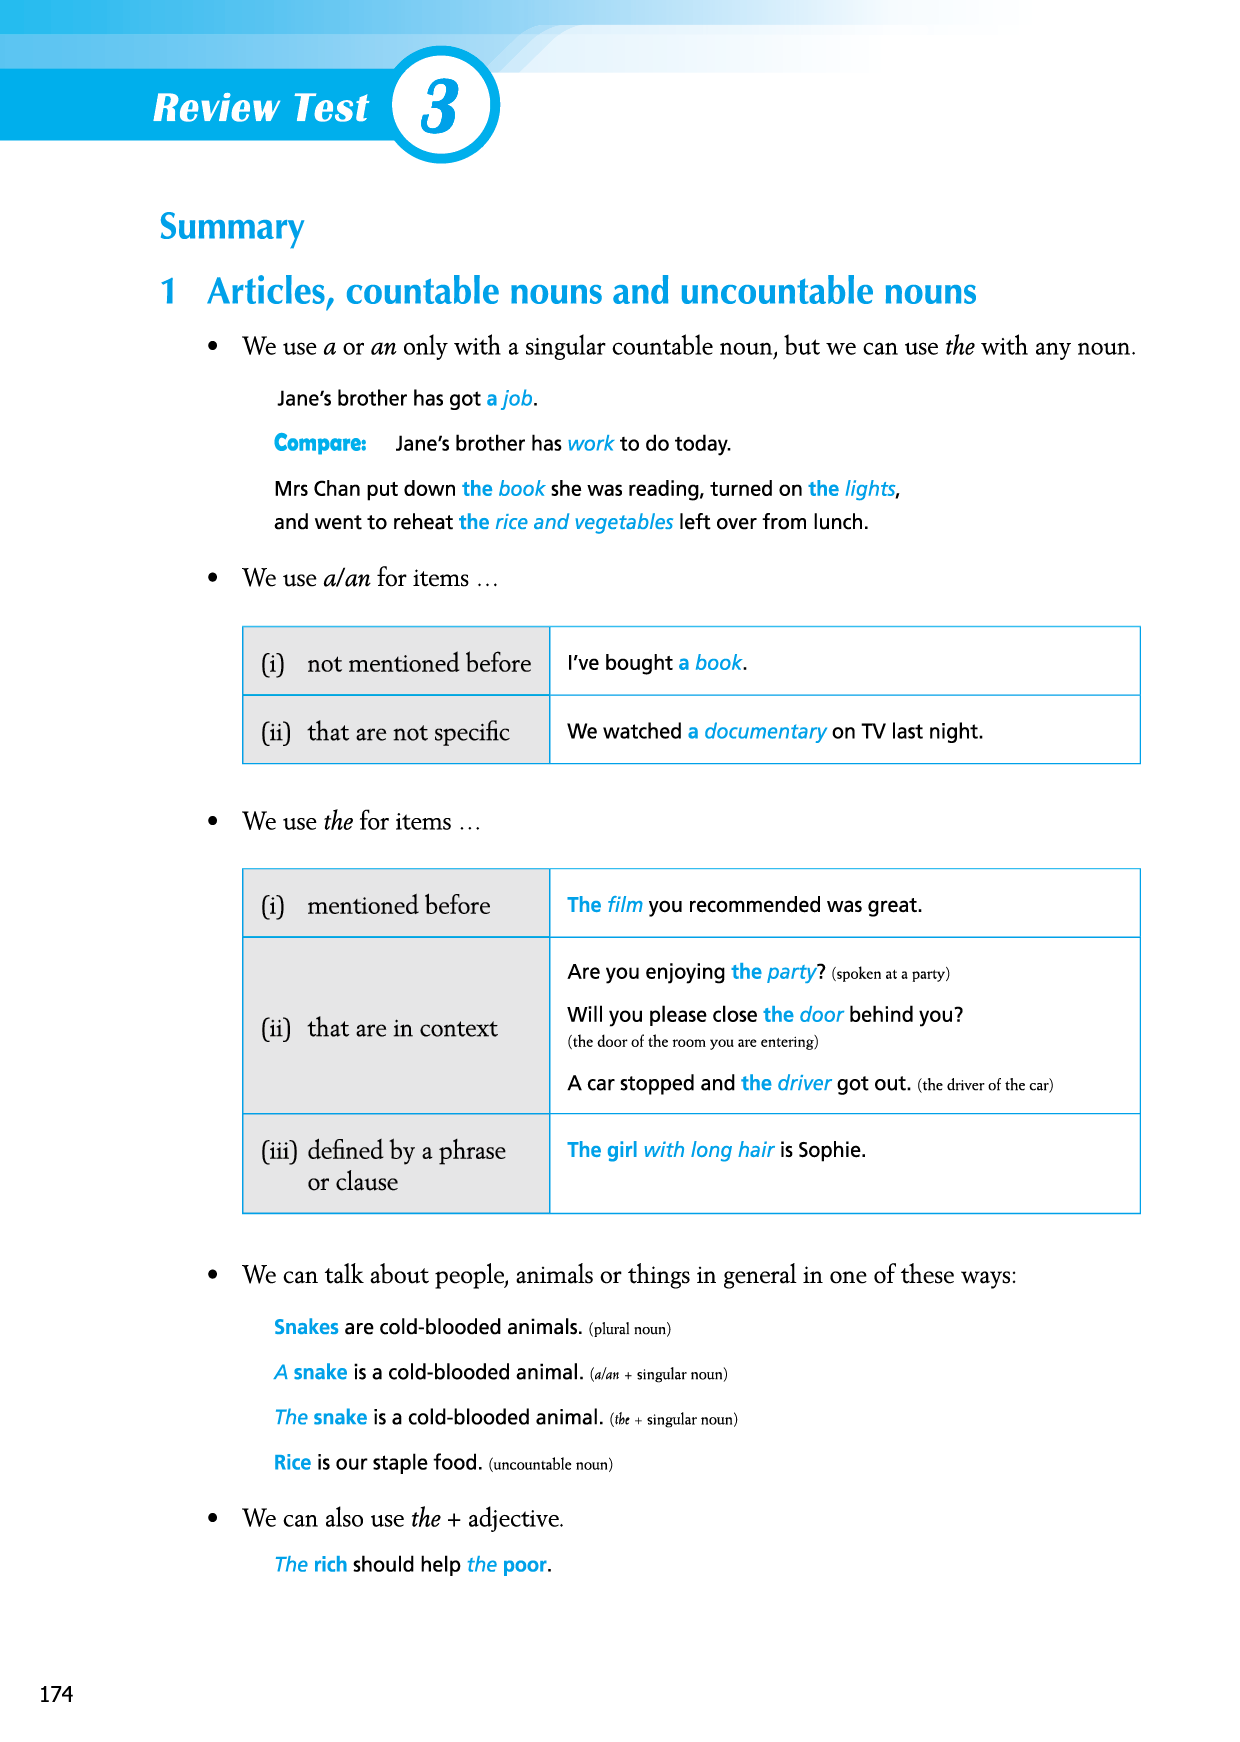 Review Test 3
Summary
1 Articles, countable nouns and uncountable nouns
• We use a or an only with a singular countable noun, but we can use the with any noun.
Jane's brother has got a job.
Compare: Jane's brother has work to do today.
Mrs Chan put down the book she was reading, turned on the lights,
and went to reheat the rice and vegetables left over from lunch.
• We use a/an for items …
(i) not mentioned before I've bought a book.
(ii) that are not specific We watched a documentary on TV last night.
• We use the for items …
(i) mentioned before The film you recommended was great.
(ii) that are in context
Are you enjoying the party? (spoken at a party)
Will you please close the door behind you?
(the door of the room you are entering)
A car stopped and the driver got out. (the driver of the car)
(iii) defined by a phrase
or clause
The girl with long hair is Sophie.
• We can talk about people, animals or things in general in one of these ways:
Snakes are cold-blooded animals. (plural noun)
A snake is a cold-blooded animal. (a/an + singular noun)
The snake is a cold-blooded animal. (the + singular noun)
Rice is our staple food. (uncountable noun)
• We can also use the + adjective.
The rich should help the poor.
174